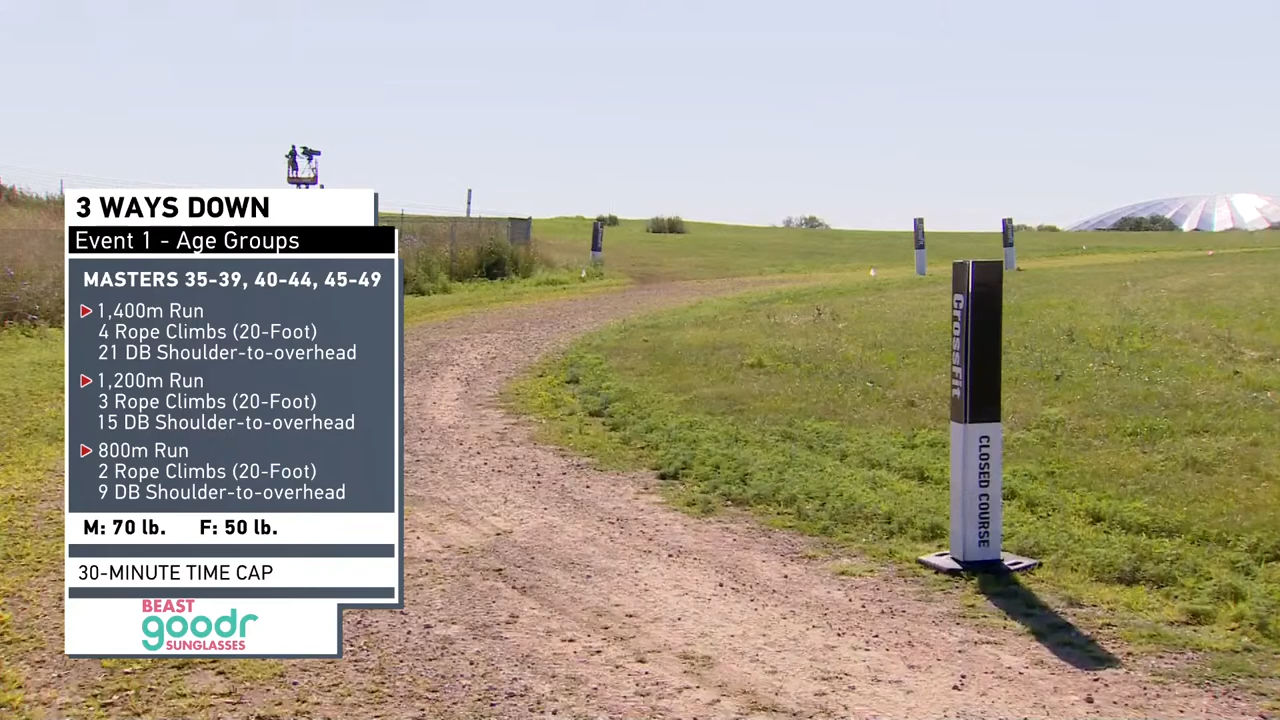 3 WAYS DOWN
Event 1 - Age Groups
MASTERS 35-39, 40-44, 45-49
1,400m Run
4 Rope Climbs (20-Foot)
21 DB Shoulder-to-overhead
1,200m Run
3 Rope Climbs (20-Foot)
15 DB Shoulder-to-overhead
800m Run
2 Rope Climbs (20-Foot)
9 DB Shoulder-to-overhead
M: 70 lb. F: 50 lb.
30-MINUTE TIME CAP
BEAST
goodr
SUNGLASSES
CrossFit
CLOSED COURSE